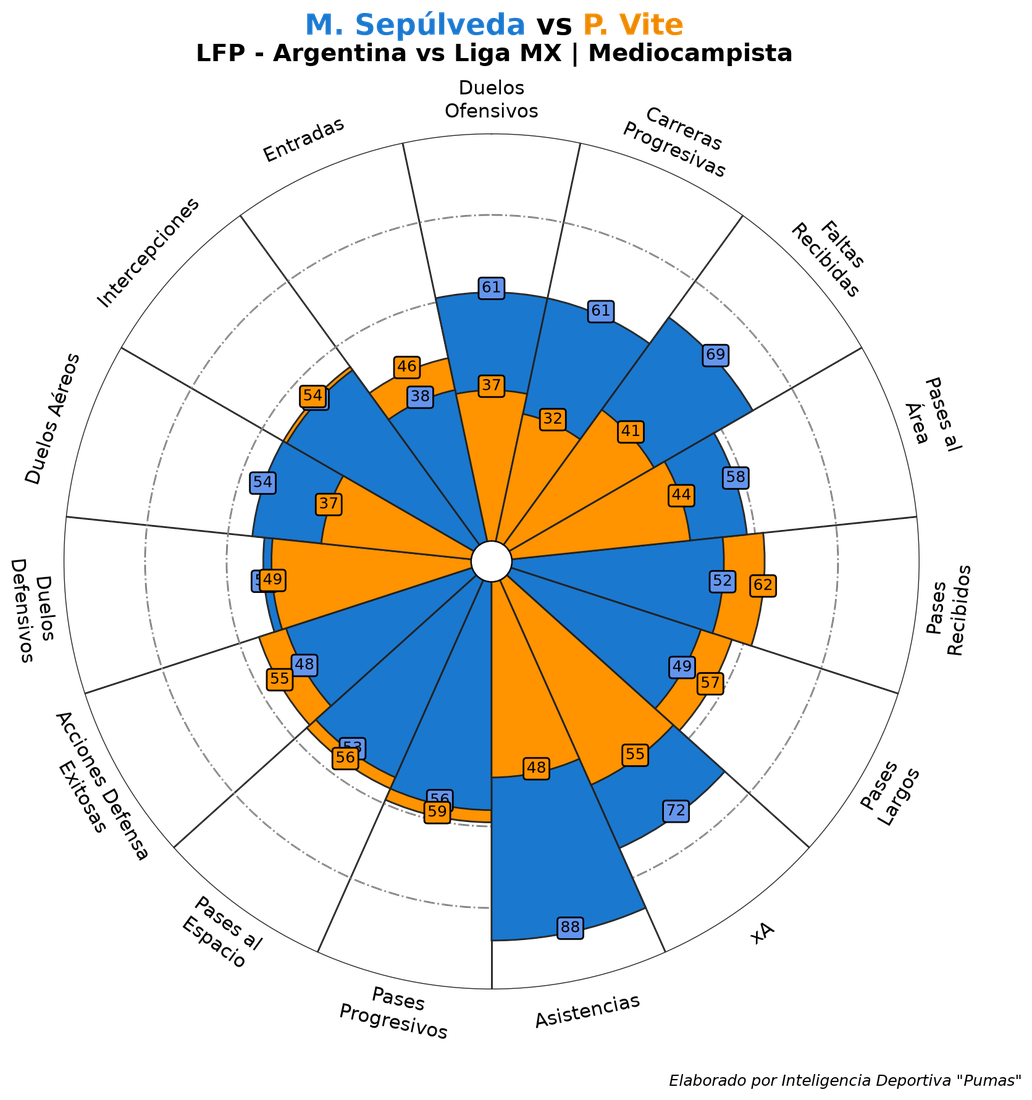 M. Sepúlveda vs P. Vite
LFP - Argentina vs Liga MX | Mediocampista
Duelos
Ofensivos
61
37
Carreras
Progresivas
61
32
Faltas
Recibidas
69
41
Pases al
Área
58
44
Pases
Recibidos
52
62
Pases
Largos
49
57
xA
72
55
Asistencias
88
48
Pases
Progresivos
56
59
Pases al
Espacio
53
56
Acciones Defensa
Exitosas
48
55
Duelos
Defensivos
49
Duelos Aéreos
54
37
Intercepciones
54
Entradas
46
38
Elaborado por Inteligencia Deportiva "Pumas"